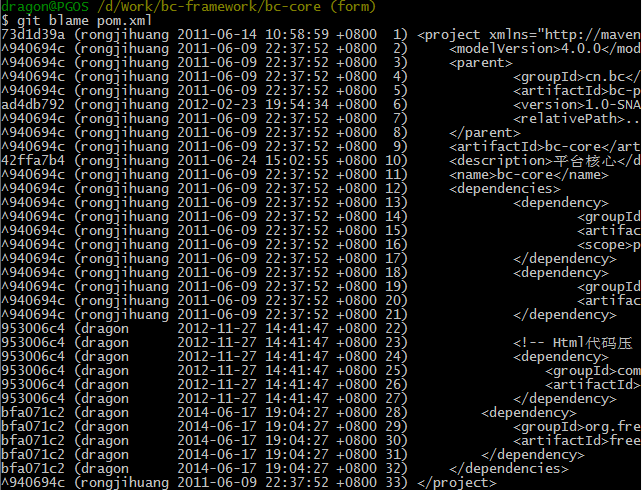 dragon@PGOS /d/Work/bc-framework/bc-core (form)
$ git blame pom.xml
73d1d39a (rongjihuang 2011-06-14 10:58:59 +0800  1) <project xmlns="http://maven
^940694c (rongjihuang 2011-06-09 22:37:52 +0800  2)     <modelVersion>4.0.0</mod
^940694c (rongjihuang 2011-06-09 22:37:52 +0800  3)     <parent>
^940694c (rongjihuang 2011-06-09 22:37:52 +0800  4)             <groupId>cn.bc</
^940694c (rongjihuang 2011-06-09 22:37:52 +0800  5)             <artifactId>bc-p
ad4db792 (rongjihuang 2012-02-23 19:54:34 +0800  6)             <version>1.0-SNA
^940694c (rongjihuang 2011-06-09 22:37:52 +0800  7)             <relativePath>..
^940694c (rongjihuang 2011-06-09 22:37:52 +0800  8)     </parent>
^940694c (rongjihuang 2011-06-09 22:37:52 +0800  9)     <artifactId>bc-core</art
42ffa7b4 (rongjihuang 2011-06-24 15:02:55 +0800 10)     <description>平台核心</d
^940694c (rongjihuang 2011-06-09 22:37:52 +0800 11)     <name>bc-core</name>
^940694c (rongjihuang 2011-06-09 22:37:52 +0800 12)     <dependencies>
^940694c (rongjihuang 2011-06-09 22:37:52 +0800 13)             <dependency>
^940694c (rongjihuang 2011-06-09 22:37:52 +0800 14)                     <groupId
^940694c (rongjihuang 2011-06-09 22:37:52 +0800 15)                     <artifac
^940694c (rongjihuang 2011-06-09 22:37:52 +0800 16)                     <scope>p
^940694c (rongjihuang 2011-06-09 22:37:52 +0800 17)             </dependency>
^940694c (rongjihuang 2011-06-09 22:37:52 +0800 18)             <dependency>
^940694c (rongjihuang 2011-06-09 22:37:52 +0800 19)                     <groupId
^940694c (rongjihuang 2011-06-09 22:37:52 +0800 20)                     <artifac
^940694c (rongjihuang 2011-06-09 22:37:52 +0800 21)             </dependency>
953006c4 (dragon      2012-11-27 14:41:47 +0800 22)
953006c4 (dragon      2012-11-27 14:41:47 +0800 23)             <!-- Html代码压
953006c4 (dragon      2012-11-27 14:41:47 +0800 24)             <dependency>
953006c4 (dragon      2012-11-27 14:41:47 +0800 25)                 <groupId>com
953006c4 (dragon      2012-11-27 14:41:47 +0800 26)                 <artifactId>
953006c4 (dragon      2012-11-27 14:41:47 +0800 27)             </dependency>
bfa071c2 (dragon      2014-06-17 19:04:27 +0800 28)         <dependency>
bfa071c2 (dragon      2014-06-17 19:04:27 +0800 29)             <groupId>org.fre
bfa071c2 (dragon      2014-06-17 19:04:27 +0800 30)             <artifactId>free
bfa071c2 (dragon      2014-06-17 19:04:27 +0800 31)         </dependency>
bfa071c2 (dragon      2014-06-17 19:04:27 +0800 32)     </dependencies>
^940694c (rongjihuang 2011-06-09 22:37:52 +0800 33) </project>